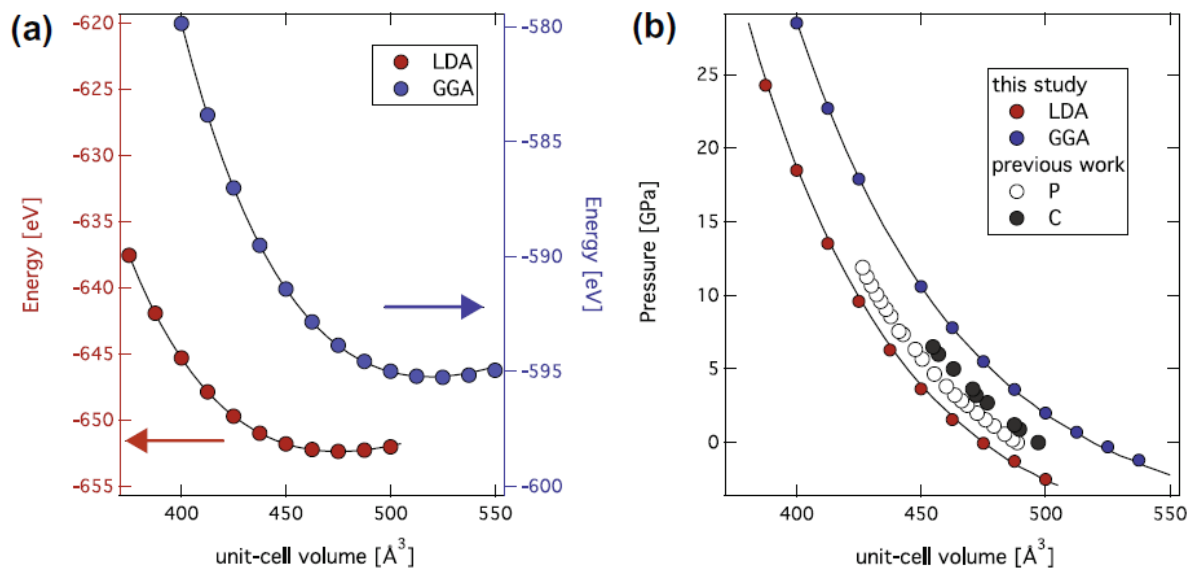 (a)
-620
-625
-630
-635
-640
-645
-650
-655
Energy [eV]
LDA
GGA
-580
-585
-590
-595
-600
Energy [eV]
400
450
500
550
unit-cell volume [Å³]
(b)
25
20
15
10
5
0
Pressure [GPa]
this study
LDA
GGA
previous work
P
C
400
450
500
550
unit-cell volume [Å³]